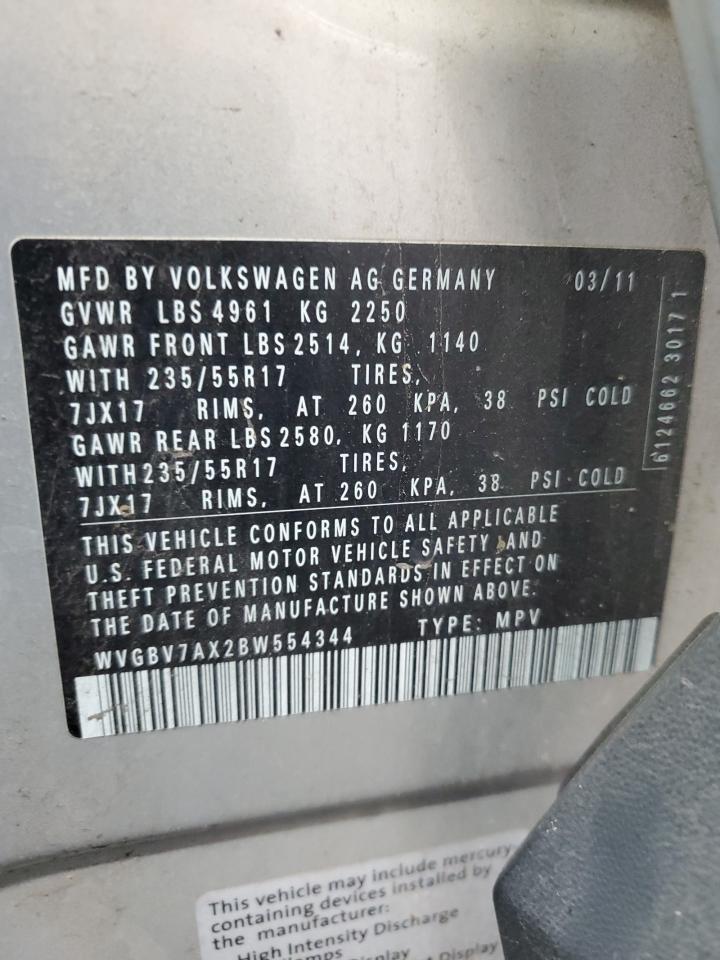 MFD BY VOLKSWAGEN AG GERMANY 03/11
GVWR LBS 4961 KG 2250
GAWR FRONT LBS 2514, KG 1140
WITH 235/55R17 TIRES,
7JX17 RIMS, AT 260 KPA, 38 PSI COLD
GAWR REAR LBS 2580, KG 1170
WITH 235/55R17 TIRES,
7JX17 RIMS, AT 260 KPA, 38 PSI COLD
THIS VEHICLE CONFORMS TO ALL APPLICABLE
U.S. FEDERAL MOTOR VEHICLE SAFETY AND
THEFT PREVENTION STANDARDS IN EFFECT ON
THE DATE OF MANUFACTURE SHOWN ABOVE.
WVGBV7AX2BW554344 TYPE: MPV
6124662 30171
This vehicle may include mercury-
containing devices installed by
the manufacturer:
High Intensity Discharge
Display
Display